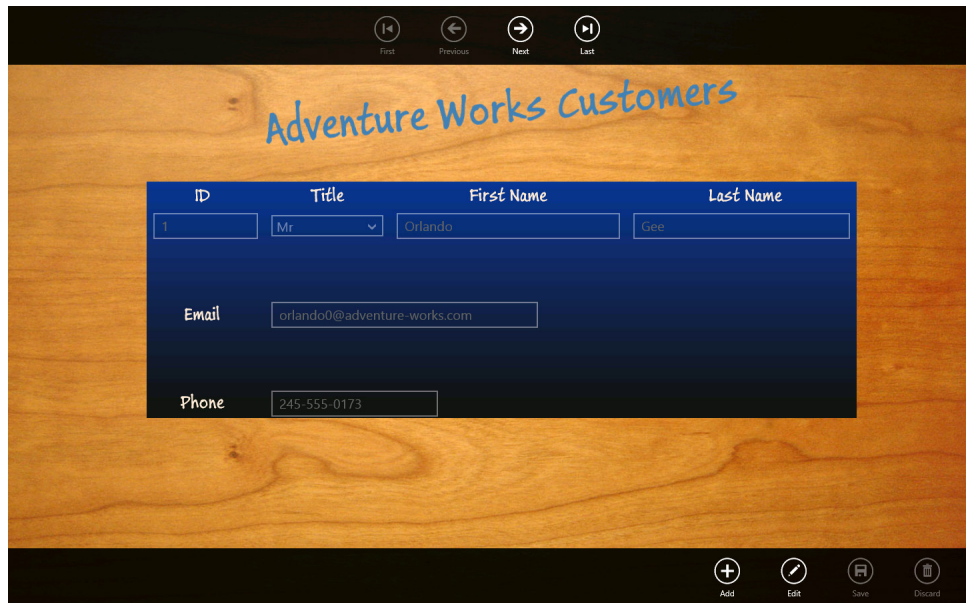 First Previous Next Last
Adventure Works Customers
ID Title First Name Last Name
1 Mr Orlando Gee
Email orlando0@adventure-works.com
Phone 245-555-0173
Add Edit Save Discard